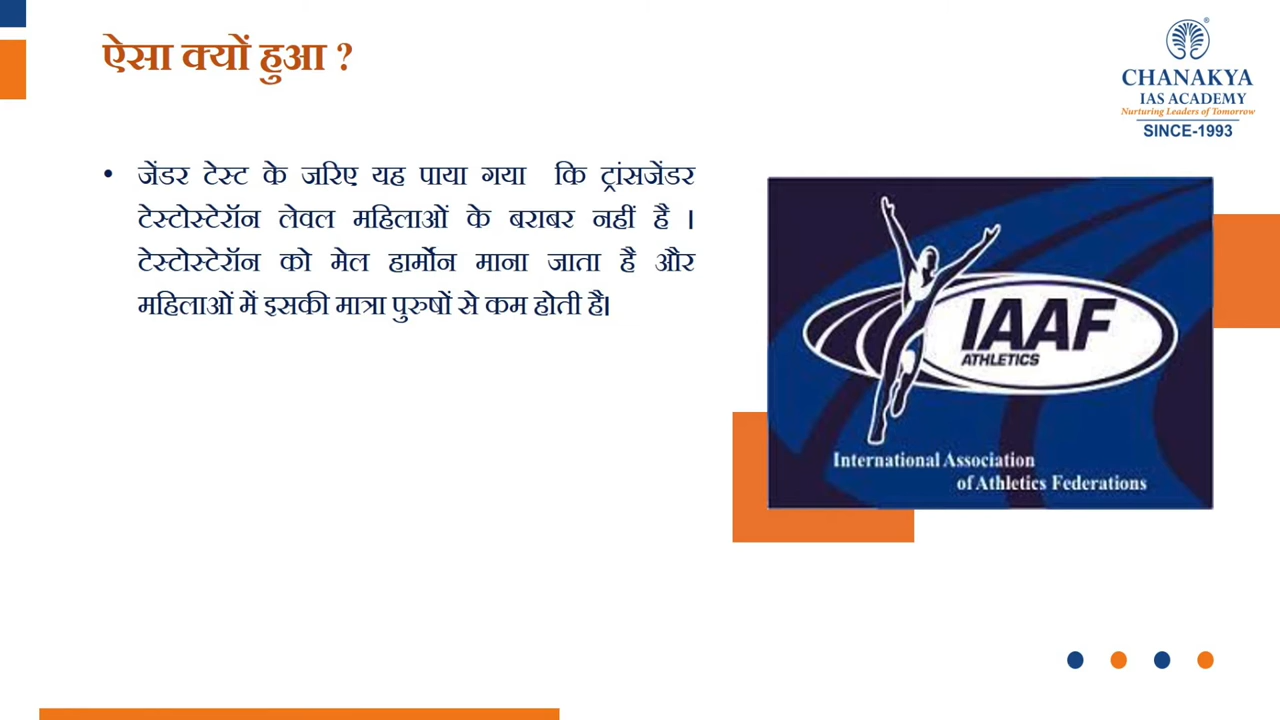 ऐसा क्यों हुआ ?
CHANAKYA
IAS ACADEMY
Nurturing Leaders of Tomorrow
SINCE-1993
• जेंडर टेस्ट के जरिए यह पाया गया कि ट्रांसजेंडर
टेस्टोस्टेरॉन लेवल महिलाओं के बराबर नहीं है ।
टेस्टोस्टेरॉन को मेल हार्मोन माना जाता है और
महिलाओं में इसकी मात्रा पुरुषों से कम होती है।
IAAF
ATHLETICS
International Association
of Athletics Federations